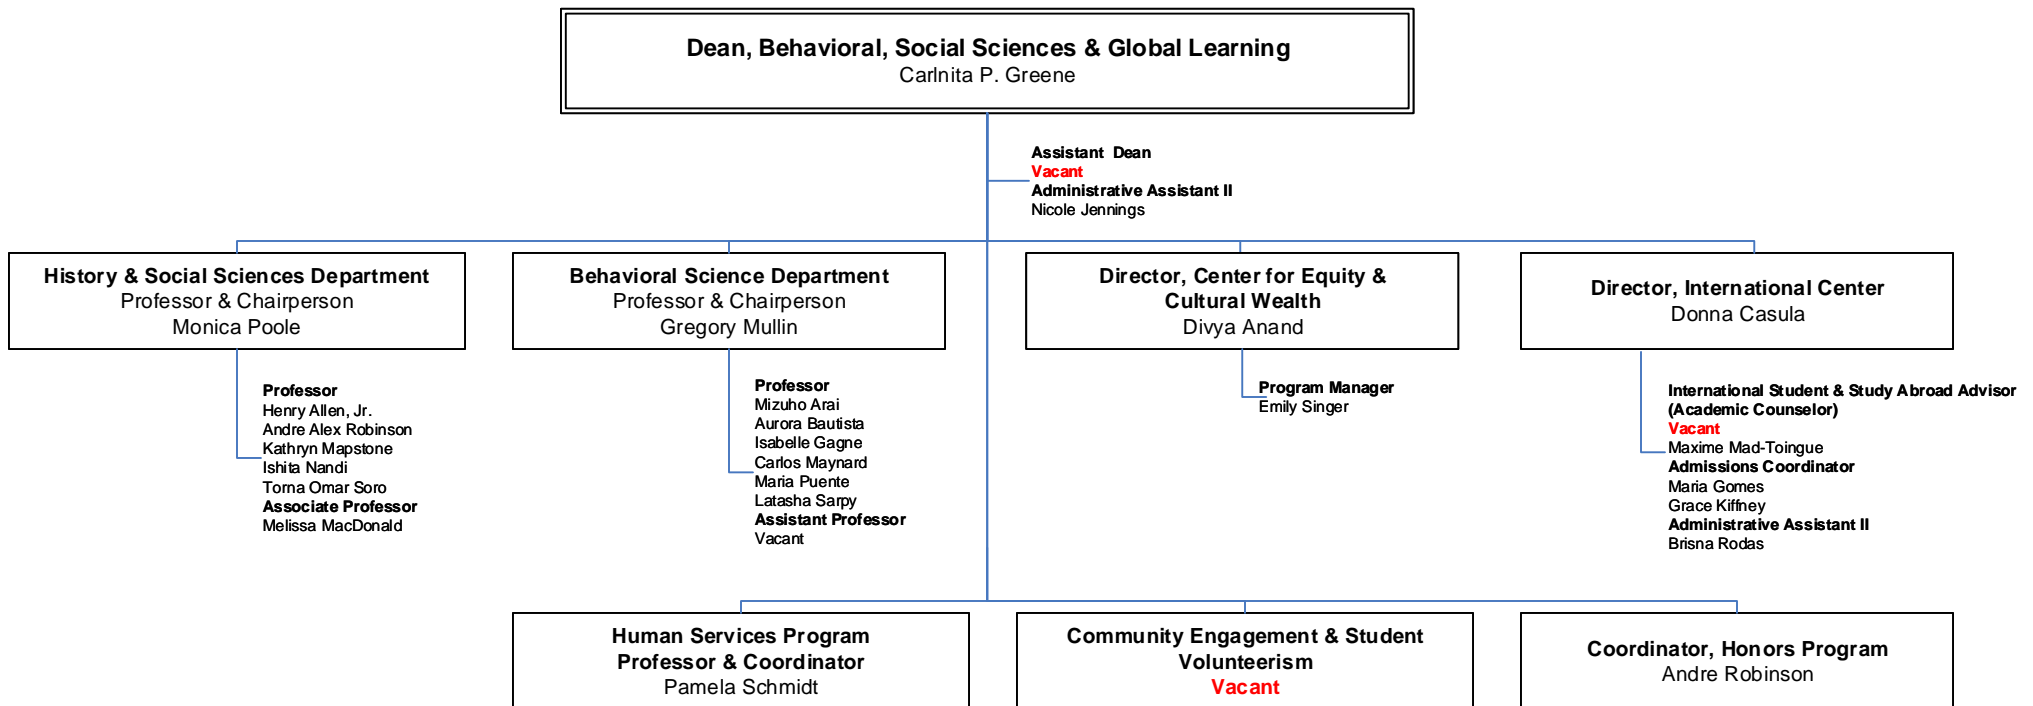 Dean, Behavioral, Social Sciences & Global Learning
Carlnita P. Greene
Assistant Dean
Vacant
Administrative Assistant II
Nicole Jennings
History & Social Sciences Department
Professor & Chairperson
Monica Poole
Behavioral Science Department
Professor & Chairperson
Gregory Mullin
Director, Center for Equity &
Cultural Wealth
Divya Anand
Director, International Center
Donna Casula
Professor
Henry Allen, Jr.
Andre Alex Robinson
Kathryn Mapstone
Ishita Nandi
Torna Omar Soro
Associate Professor
Melissa MacDonald
Professor
Mizuho Arai
Aurora Bautista
Isabelle Gagne
Carlos Maynard
Maria Puente
Latasha Sarpy
Assistant Professor
Vacant
Program Manager
Emily Singer
International Student & Study Abroad Advisor
(Academic Counselor)
Vacant
Maxime Mad-Toingue
Admissions Coordinator
Maria Gomes
Grace Kiffney
Administrative Assistant II
Brisna Rodas
Human Services Program
Professor & Coordinator
Pamela Schmidt
Community Engagement & Student
Volunteerism
Vacant
Coordinator, Honors Program
Andre Robinson